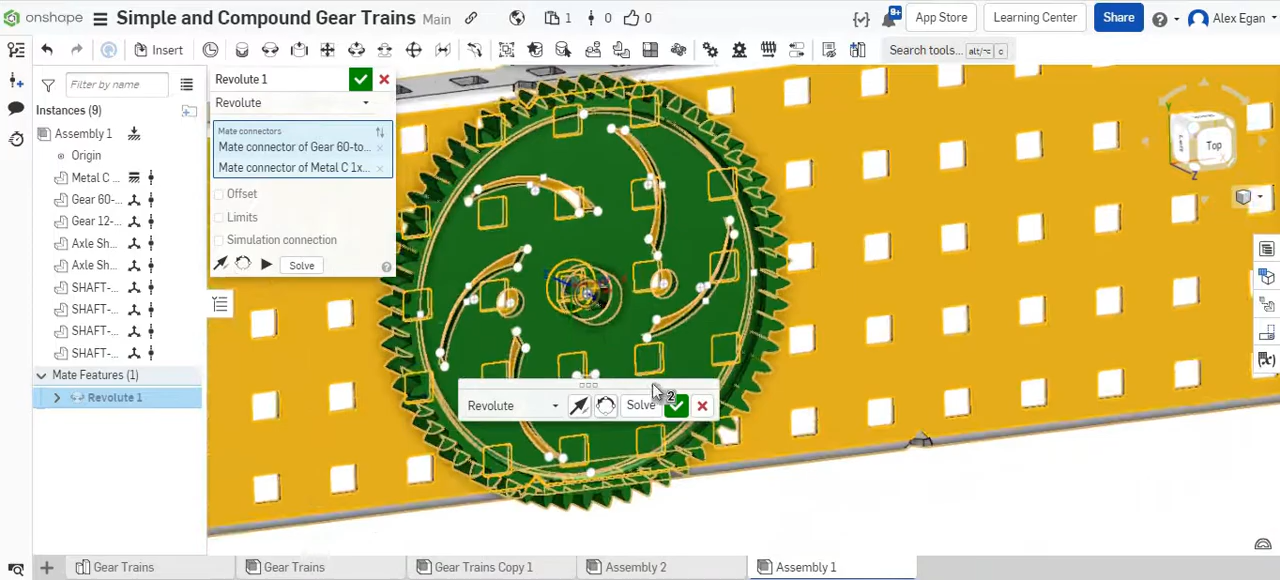 onshape Simple and Compound Gear Trains Main 1 0 0 9+ App Store Learning Center Share Alex Egan
Insert Search tools... alt/⌥ c
Filter by name
Instances (9)
Assembly 1
Origin
Metal C ...
Gear 60-...
Gear 12-...
Axle Sh...
Axle Sh...
SHAFT-...
SHAFT-...
SHAFT-...
SHAFT-...
Mate Features (1)
Revolute 1
Revolute 1
Revolute
Mate connectors
Mate connector of Gear 60-to...
Mate connector of Metal C 1x...
Offset
Limits
Simulation connection
Solve
Revolute Solve
2
Y
Z
Left Top
Gear Trains Gear Trains Gear Trains Copy 1 Assembly 2 Assembly 1